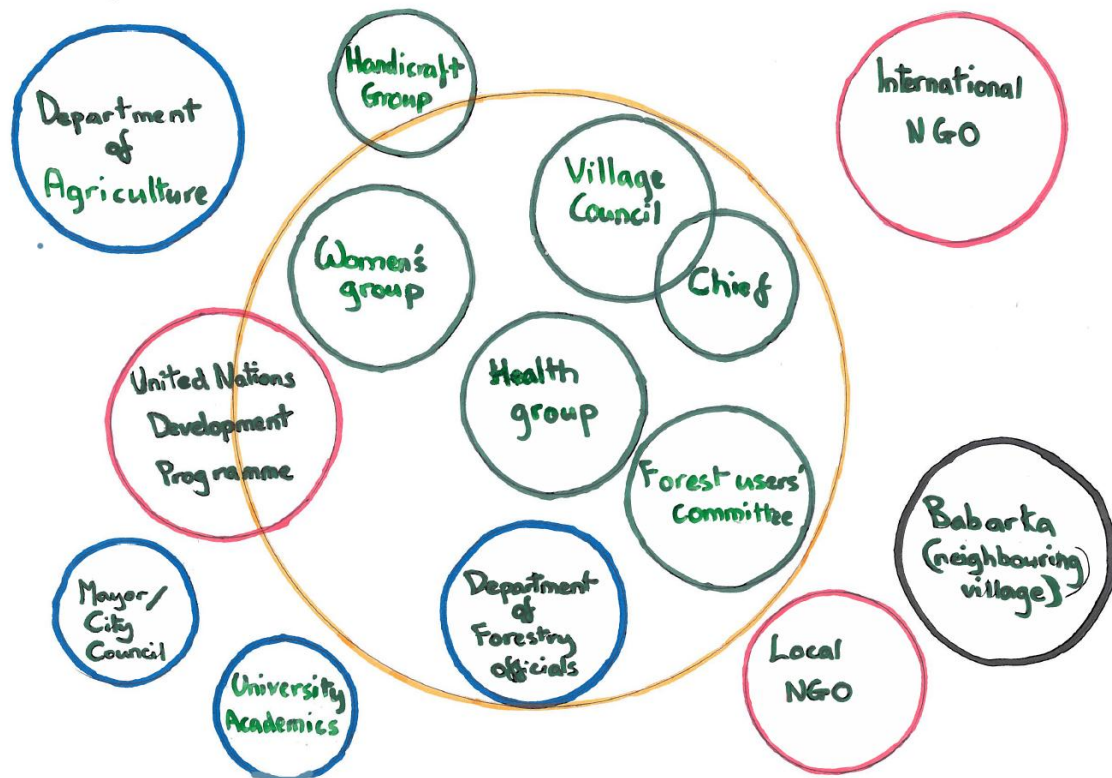 Department
of
Agriculture
Handicraft
Group
International
NGO
Village
Council
Women's
group
Chief
United Nations
Development
Programme
Health
group
Forest users'
committee
Babarka
(neighbouring
village)
Mayor/
City
Council
Department
of
Forestry
officials
University
Academics
Local
NGO